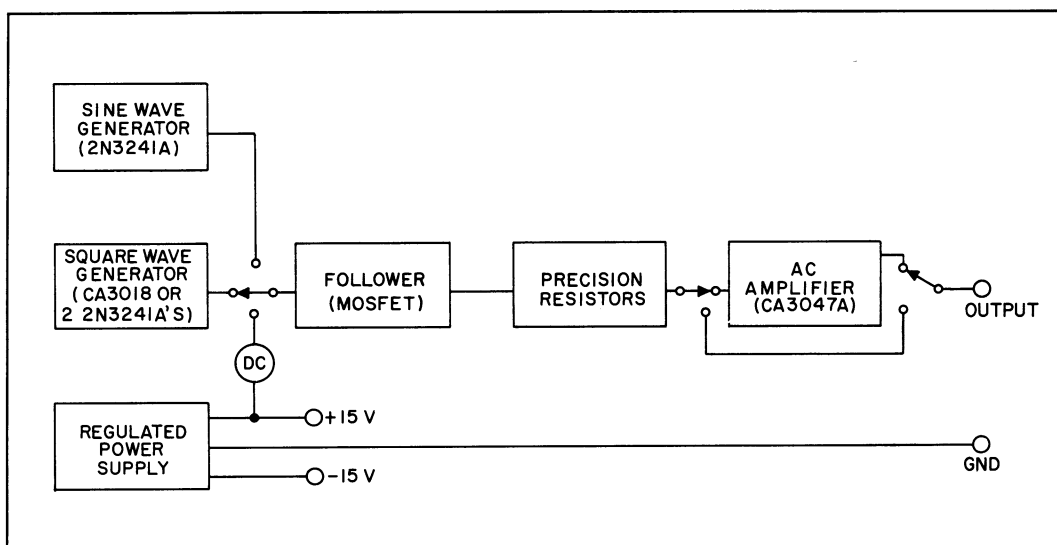 SINE WAVE
GENERATOR
(2N3241A)
SQUARE WAVE
GENERATOR
(CA3018 OR
2 2N3241A'S)
FOLLOWER
(MOSFET)
PRECISION
RESISTORS
AC
AMPLIFIER
(CA3047A)
OUTPUT
DC
REGULATED
POWER
SUPPLY
+15 V
-15 V
GND